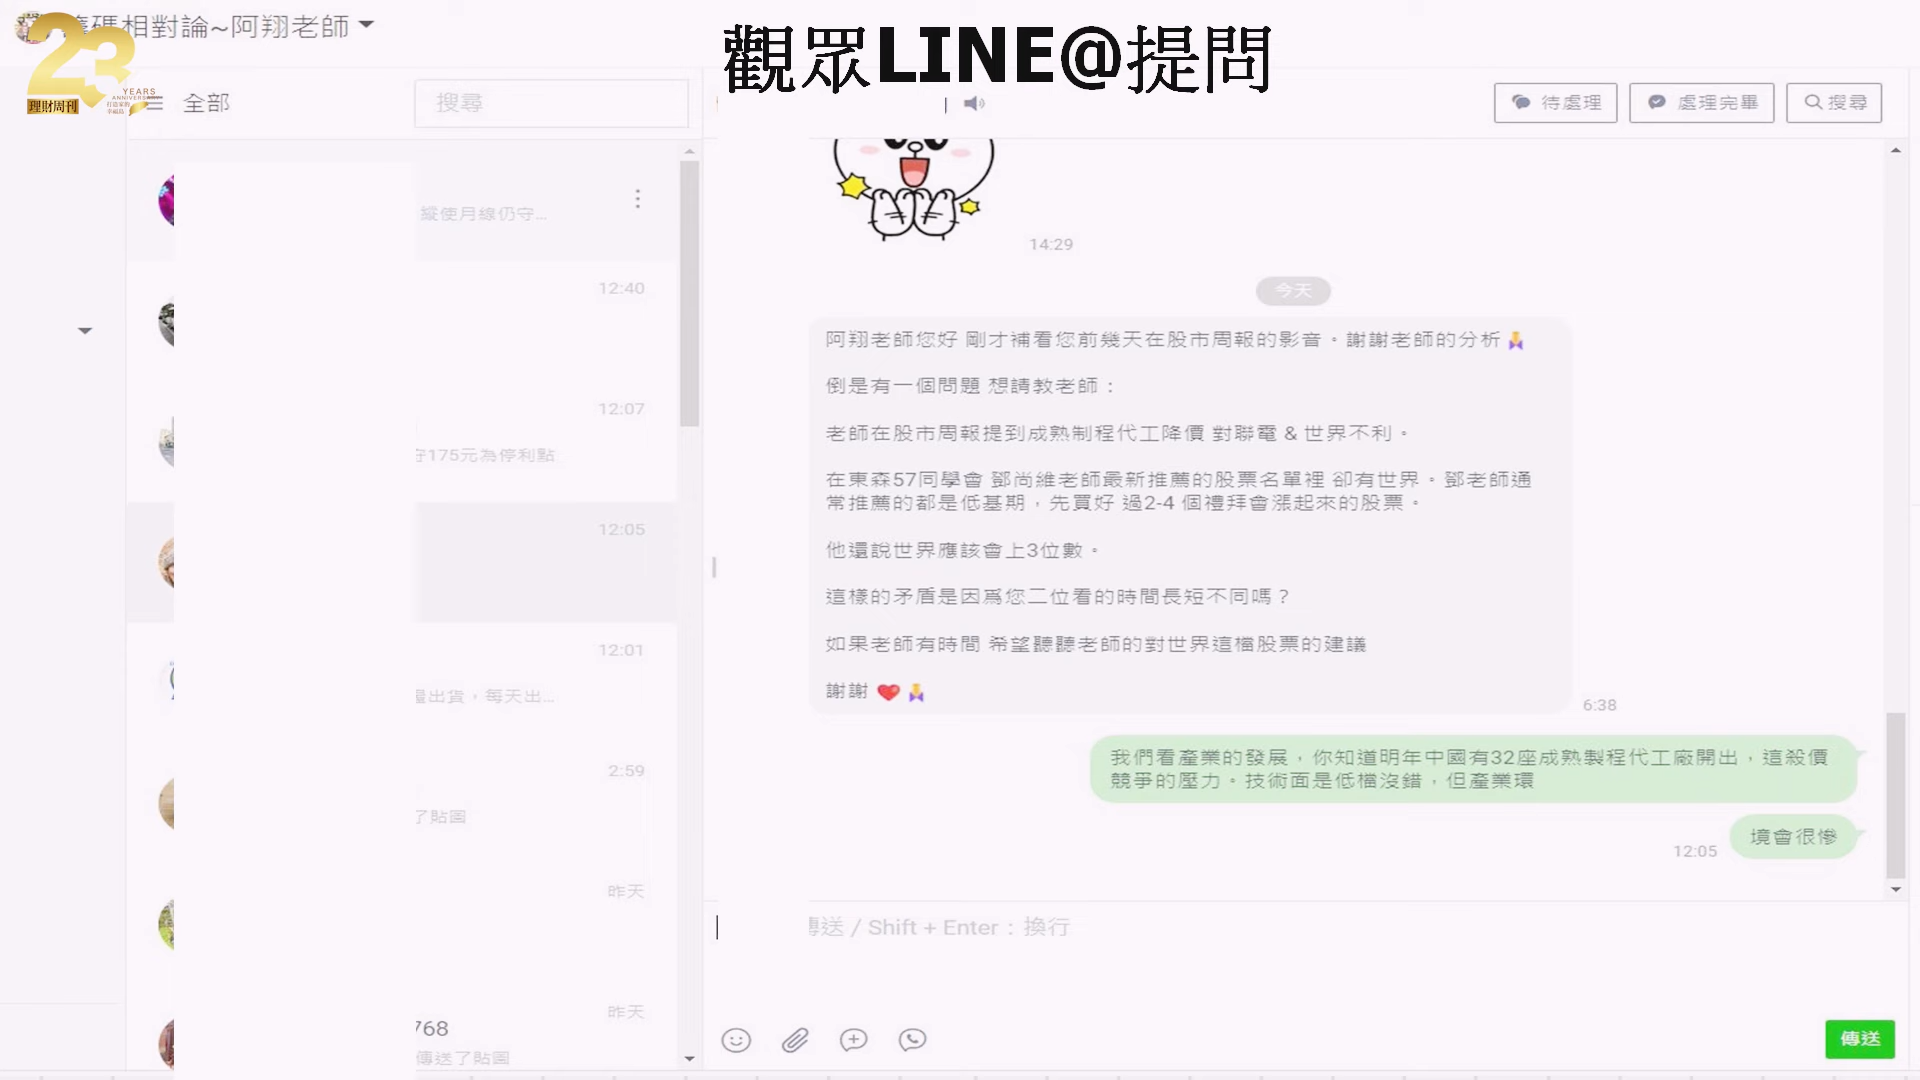 觀眾LINE@提問
碼相對論~阿翔老師
23
YEARS
ANNIVERSARY
理財周刊
全部
搜尋
待處理
處理完畢
搜尋
縱使月線仍守...
12:40
12:07
守175元為停利點
12:05
12:01
量出貨，每天出...
2:59
了貼圖
昨天
昨天
768
傳送了貼圖
14:29
今天
阿翔老師您好 剛才補看您前幾天在股市周報的影音。謝謝老師的分析
倒是有一個問題 想請教老師：
老師在股市周報提到成熟制程代工降價 對聯電 & 世界不利。
在東森57同學會 鄧尚維老師最新推薦的股票名單裡 卻有世界。鄧老師通
常推薦的都是低基期，先買好 過2-4 個禮拜會漲起來的股票。
他還說世界應該會上3位數。
這樣的矛盾是因爲您二位看的時間長短不同嗎？
如果老師有時間 希望聽聽老師的對世界這檔股票的建議
謝謝
6:38
我們看產業的發展，你知道明年中國有32座成熟製程代工廠開出，這殺價
競爭的壓力。技術面是低檔沒錯，但產業環
境會很慘
12:05
傳送 / Shift + Enter：換行
傳送